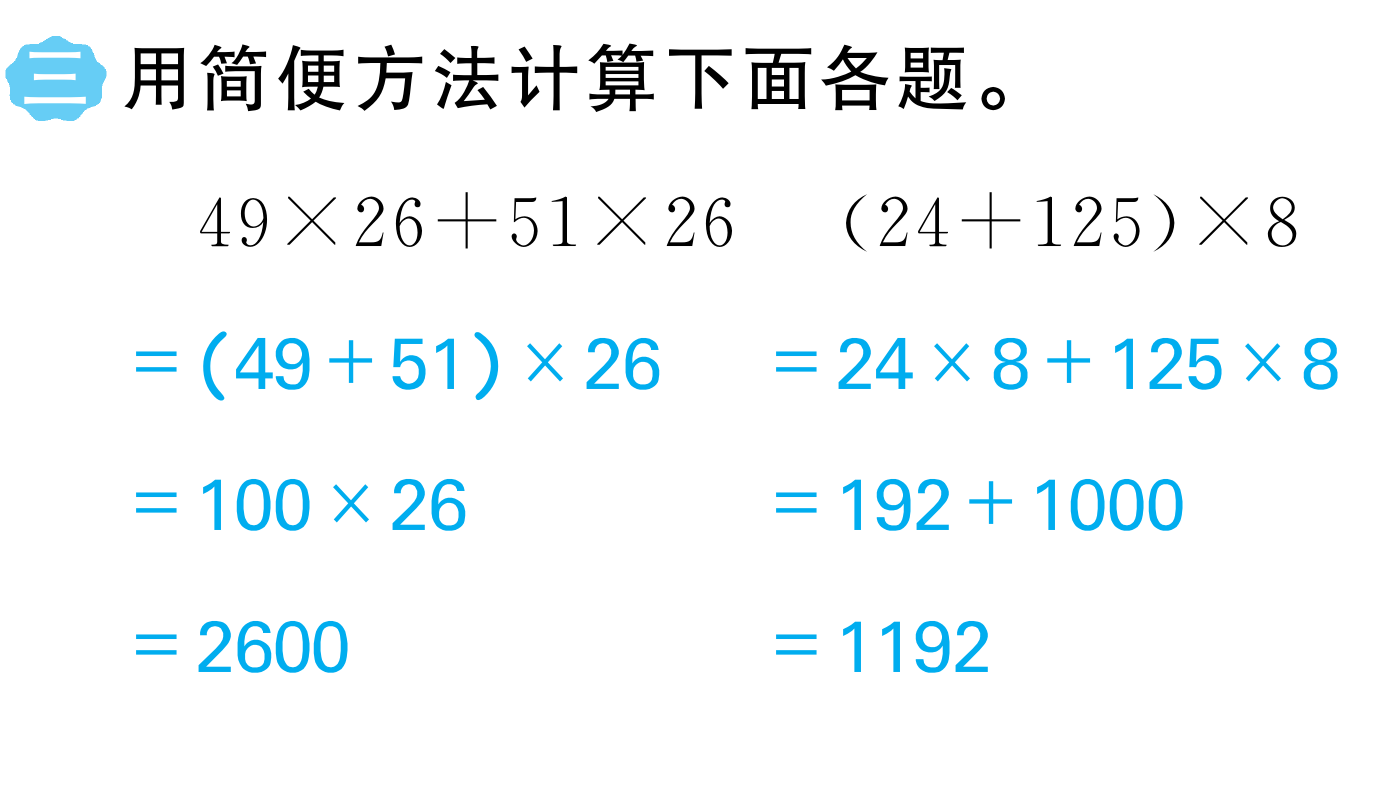 三 用简便方法计算下面各题。
49×26+51×26 (24+125)×8
=(49+51)×26 =24×8+125×8
=100×26 =192+1000
=2600 =1192